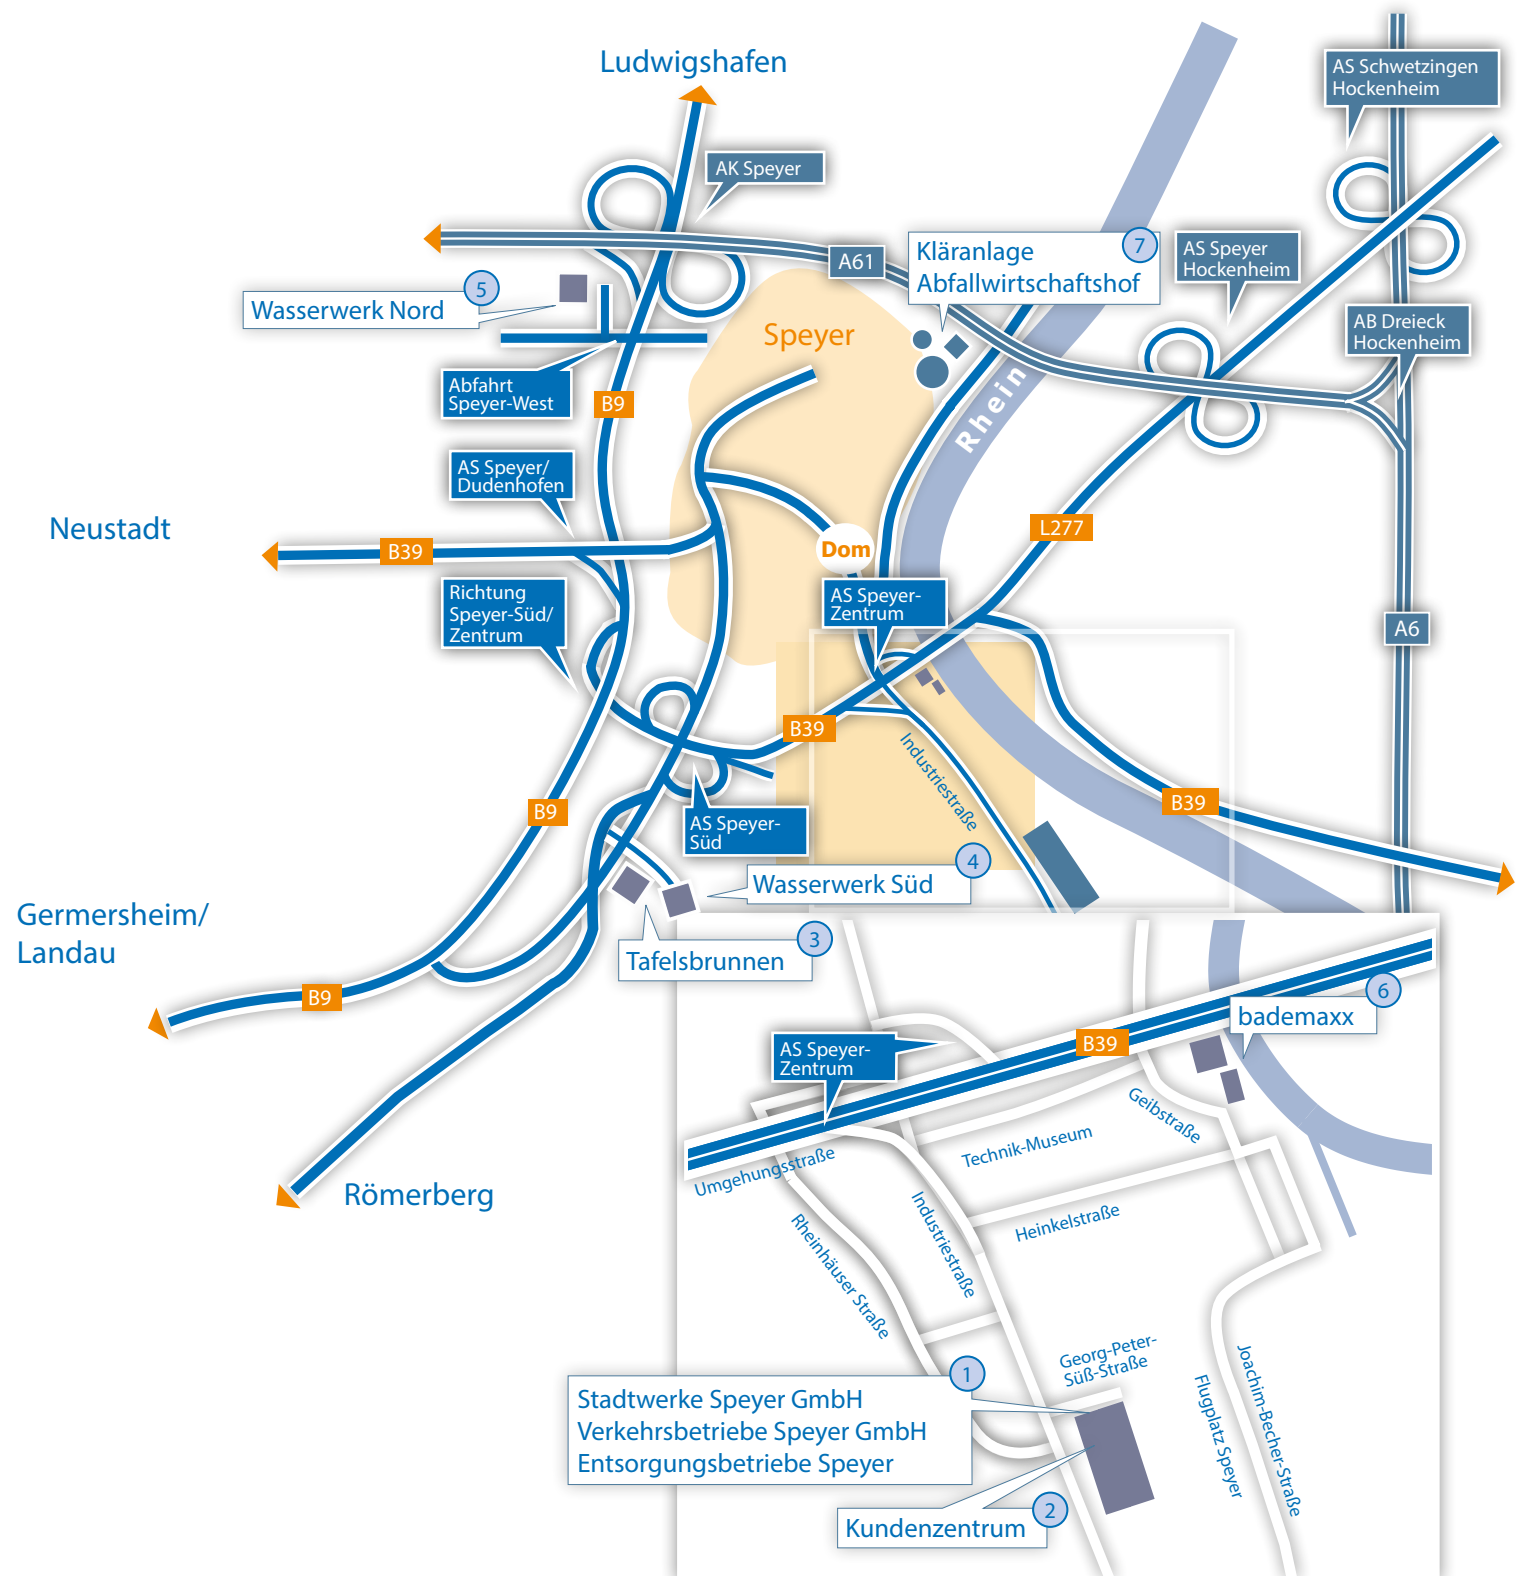 Ludwigshafen
AS Schwetzingen
Hockenheim
AK Speyer
A61
Kläranlage
Abfallwirtschaftshof
7
AS Speyer
Hockenheim
5
Wasserwerk Nord
Speyer
AB Dreieck
Hockenheim
Abfahrt
Speyer-West
B9
Rhein
AS Speyer/
Dudenhofen
Neustadt
B39
L277
Dom
Richtung
Speyer-Süd/
Zentrum
AS Speyer-
Zentrum
A6
B39
Industriestraße
B39
B9
AS Speyer-
Süd
4
Wasserwerk Süd
Germersheim/
Landau
3
Tafelsbrunnen
B9
6
bademaxx
B39
AS Speyer-
Zentrum
Geibstraße
Technik-Museum
Umgehungsstraße
Römerberg
Industriestraße
Heinkelstraße
Rheinhäuser Straße
Georg-Peter-
Süß-Straße
Joachim-Becher-Straße
Flugplatz Speyer
1
Stadtwerke Speyer GmbH
Verkehrsbetriebe Speyer GmbH
Entsorgungsbetriebe Speyer
2
Kundenzentrum